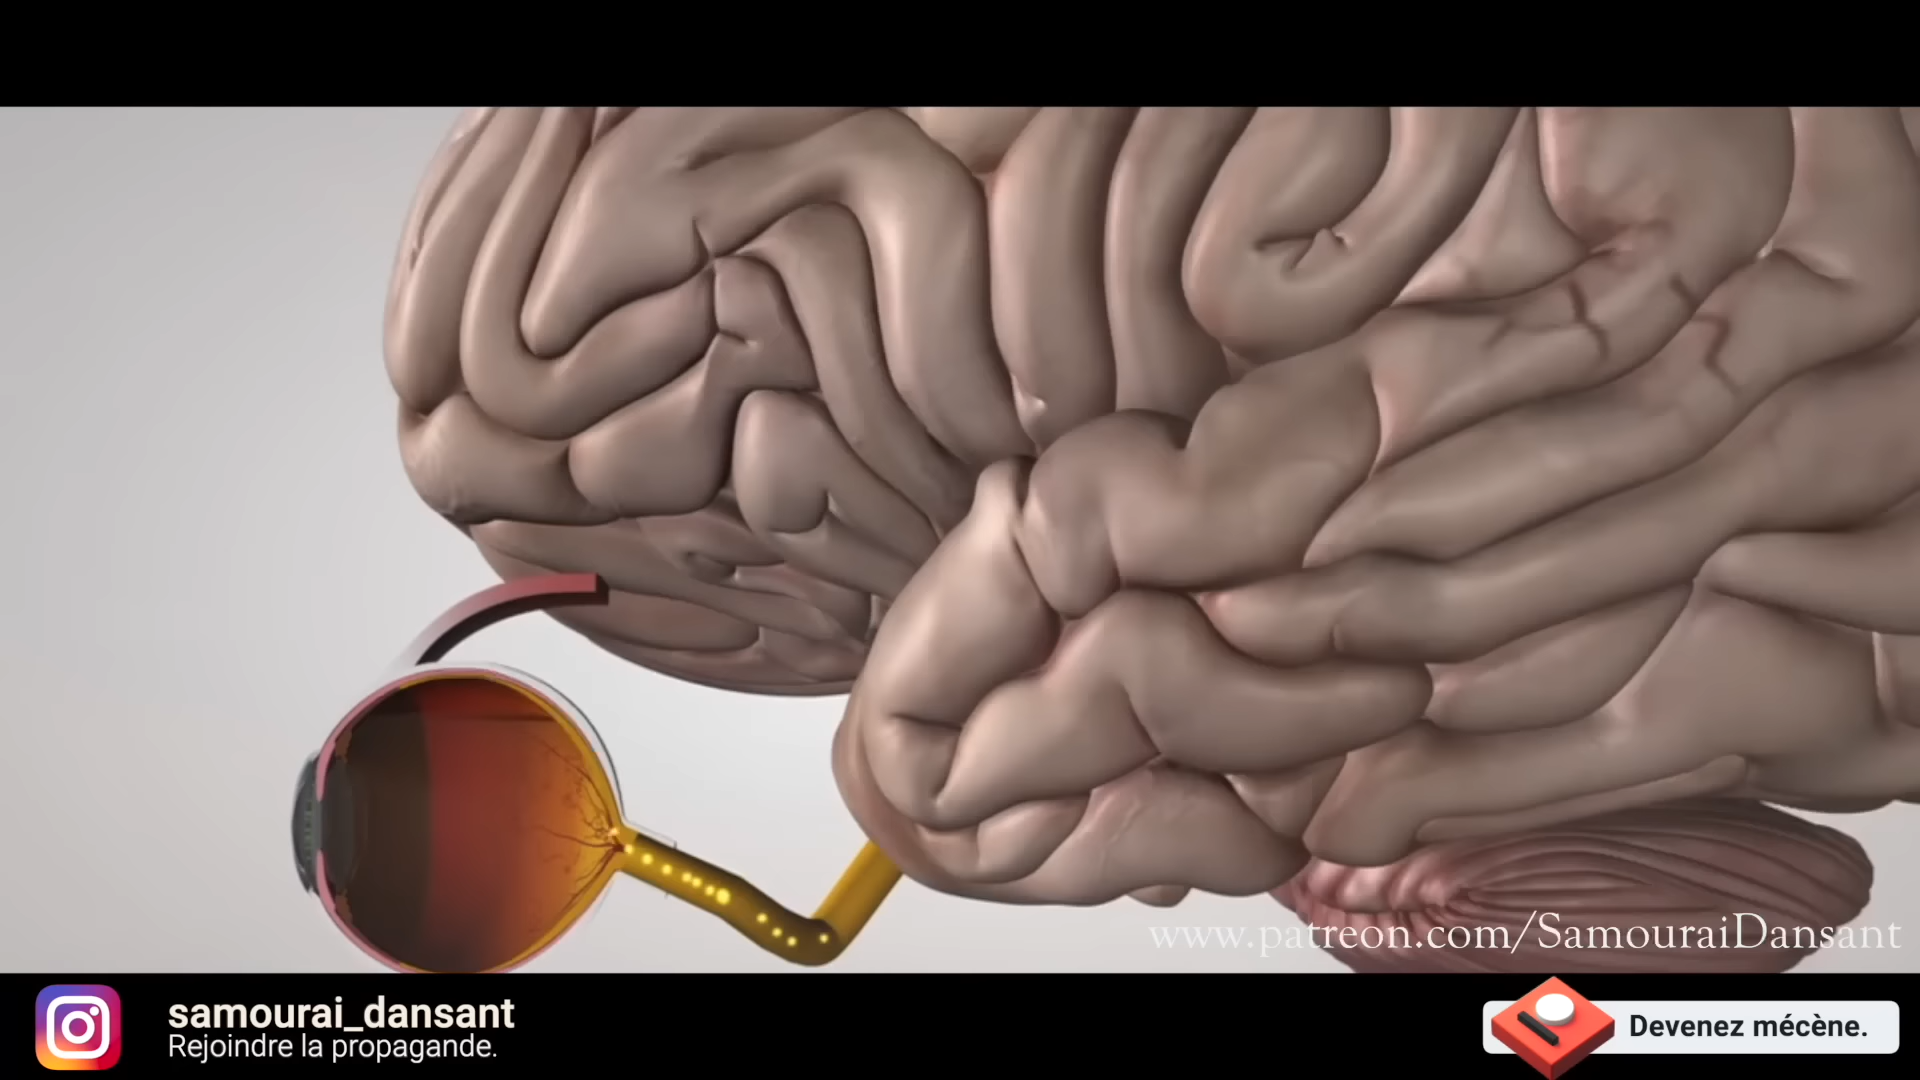 www.patreon.com/SamouraiDansant
samourai_dansant
Rejoindre la propagande.
Devenez mécène.